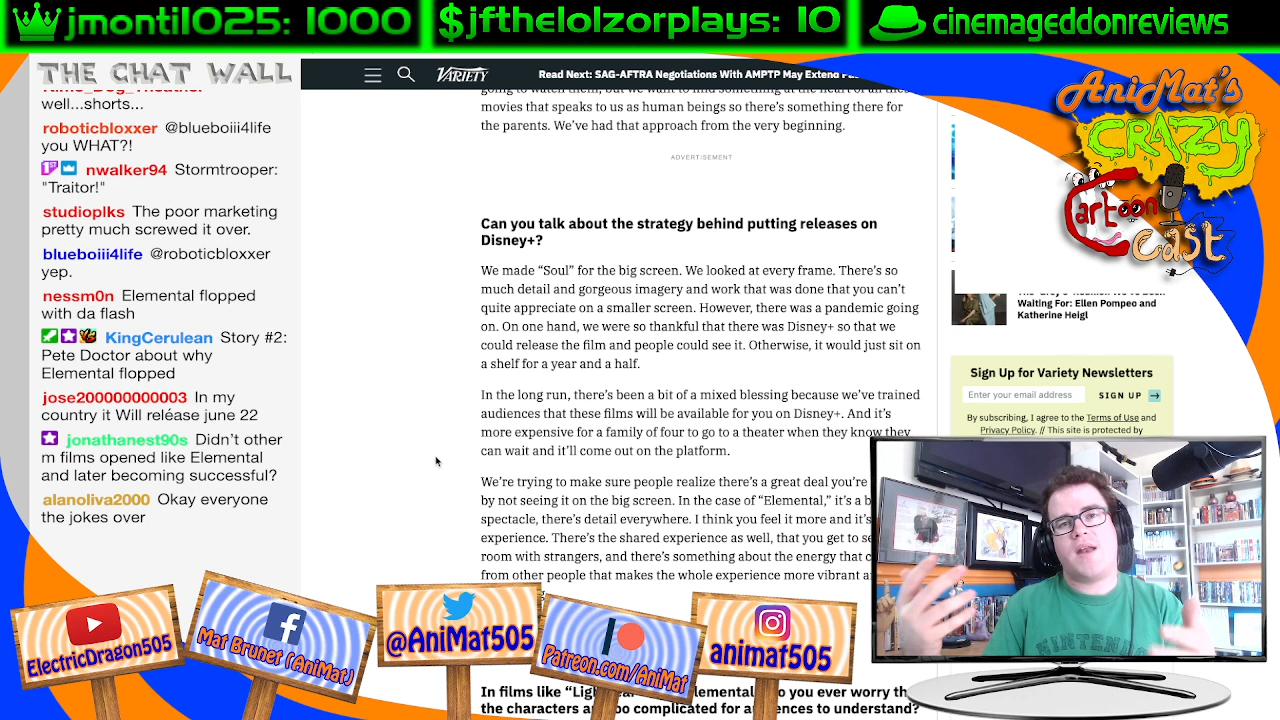 jmonti1025: 1000
$jfthelolzorplays: 10
cinemageddonreviews
THE CHAT WALL
well...shorts...
roboticbloxxer @blueboiii4life
you WHAT?!
nwalker94 Stormtrooper:
"Traitor!"
studioplks The poor marketing
pretty much screwed it over.
blueboiii4life @roboticbloxxer
yep.
nessm0n Elemental flopped
with da flash
KingCerulean Story #2:
Pete Doctor about why
Elemental flopped
jose200000000003 In my
country it Will reléase june 22
jonathanest90s Didn't other
m films opened like Elemental
and later becoming successful?
alanoliva2000 Okay everyone
the jokes over
VARIETY
Read Next: SAG-AFTRA Negotiations With AMPTP May Extend
movies that speaks to us as human beings so there's something there for
the parents. We've had that approach from the very beginning.
ADVERTISEMENT
Can you talk about the strategy behind putting releases on
Disney+?
We made “Soul” for the big screen. We looked at every frame. There's so
much detail and gorgeous imagery and work that was done that you can't
quite appreciate on a smaller screen. However, there was a pandemic going
on. On one hand, we were so thankful that there was Disney+ so that we
could release the film and people could see it. Otherwise, it would just sit on
a shelf for a year and a half.
In the long run, there's been a bit of a mixed blessing because we've trained
audiences that these films will be available for you on Disney+. And it's
more expensive for a family of four to go to a theater when they know they
can wait and it'll come out on the platform.
We're trying to make sure people realize there's a great deal you're
by not seeing it on the big screen. In the case of “Elemental,” it's a
spectacle, there's detail everywhere. I think you feel it more and it's
experience. There's the shared experience as well, that you get to
room with strangers, and there's something about the energy that
from other people that makes the whole experience more vibrant
In films like
you ever worry
the characters
too complicated for
to understand?
Waiting For: Ellen Pompeo and
Katherine Heigl
Sign Up for Variety Newsletters
Enter your email address
SIGN UP
By subscribing, I agree to the Terms of Use and
Privacy Policy. // This site is protected by
AniMat's
CRAZY
Cartoon
Cast
NINTENDO
ElectricDragon505
Mat Brunet (AniMat)
@AniMat505
Patreon.com/AniMat
animat505